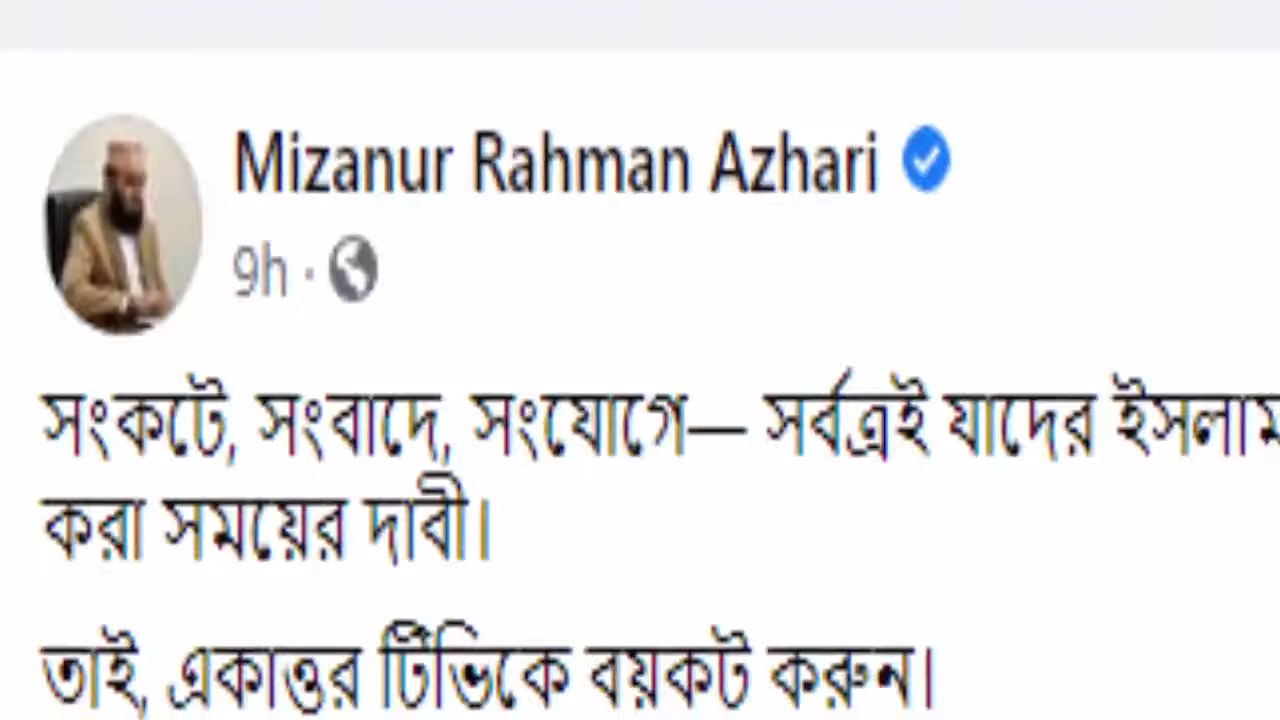 Mizanur Rahman Azhari
9h ·
সংকটে, সংবাদে, সংযোগে— সর্বত্রই যাদের ইসলাম
করা সময়ের দাবী।
তাই, একাত্তর টিভিকে বয়কট করুন।